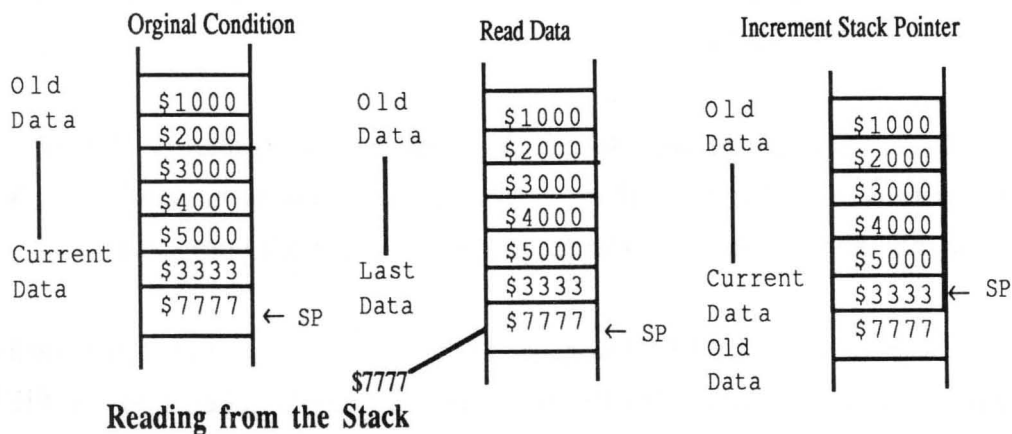 Orginal Condition
Old
Data
Current
Data
$1000
$2000
$3000
$4000
$5000
$3333
$7777
← SP
Read Data
Old
Data
Last
Data
$1000
$2000
$3000
$4000
$5000
$3333
$7777
← SP
$7777
Increment Stack Pointer
Old
Data
Current
Data
Old
Data
$1000
$2000
$3000
$4000
$5000
$3333
← SP
$7777
Reading from the Stack